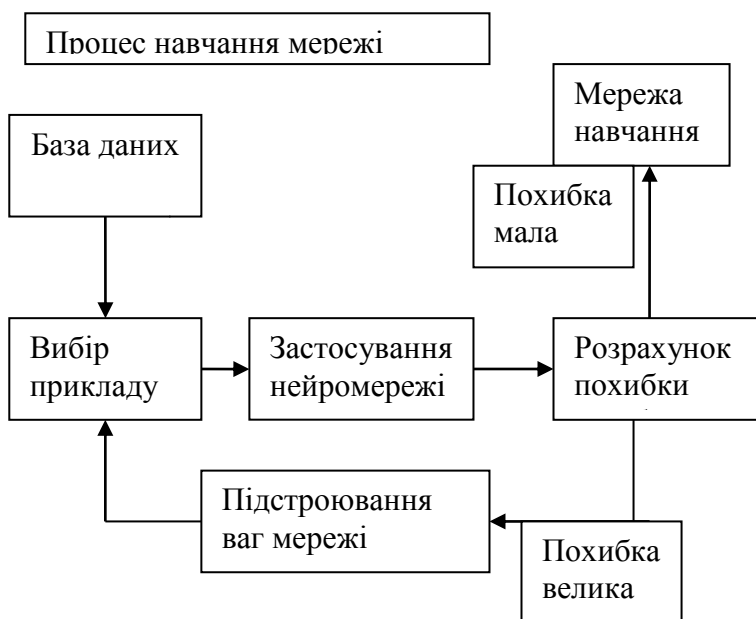 Процес навчання мережі
Мережа
навчання
База даних
Похибка
мала
Вибір
прикладу
Застосування
нейромережі
Розрахунок
похибки
Підстроювання
ваг мережі
Похибка
велика